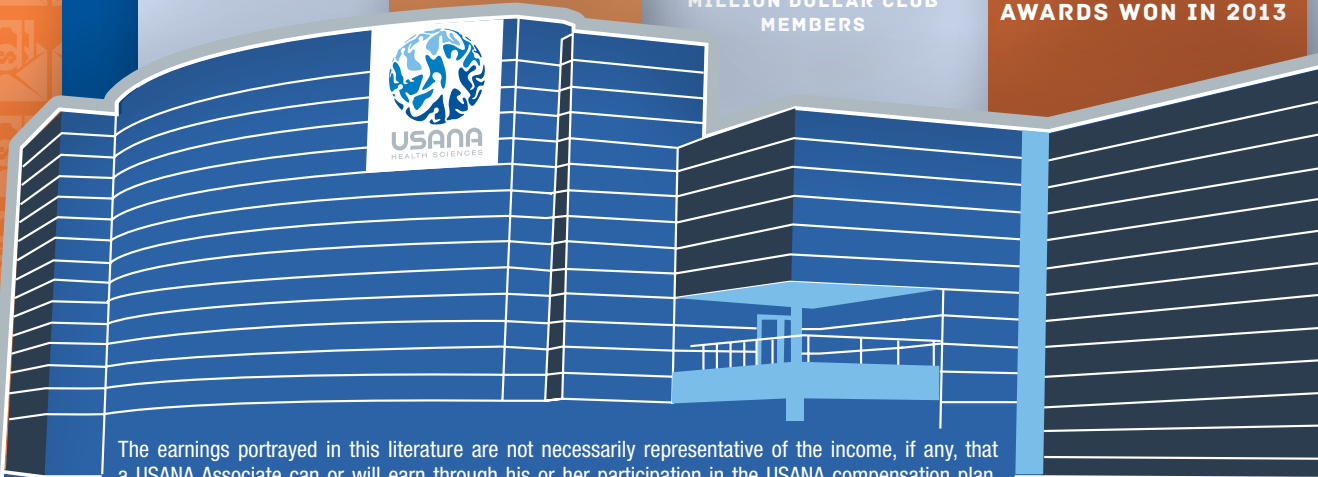 MILLION DOLLAR CLUB
MEMBERS
AWARDS WON IN 2013
USANA
HEALTH SCIENCES
The earnings portrayed in this literature are not necessarily representative of the income, if any, that
a USANA Associate can or will earn through his or her participation in the USANA compensation plan.